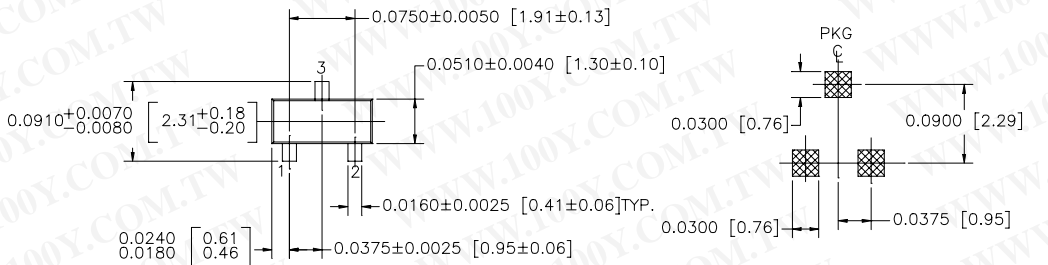 0.0750±0.0050 [1.91±0.13]
3
0.0510±0.0040 [1.30±0.10]
0.0910+0.0070 -0.0080 [2.31+0.18 -0.20]
1
2
0.0160±0.0025 [0.41±0.06]TYP.
0.0240 [0.61
0.0180 0.46]
0.0375±0.0025 [0.95±0.06]
PKG
CL
0.0300 [0.76]
0.0900 [2.29]
0.0300 [0.76]
0.0375 [0.95]
WWW.100Y.COM.TW